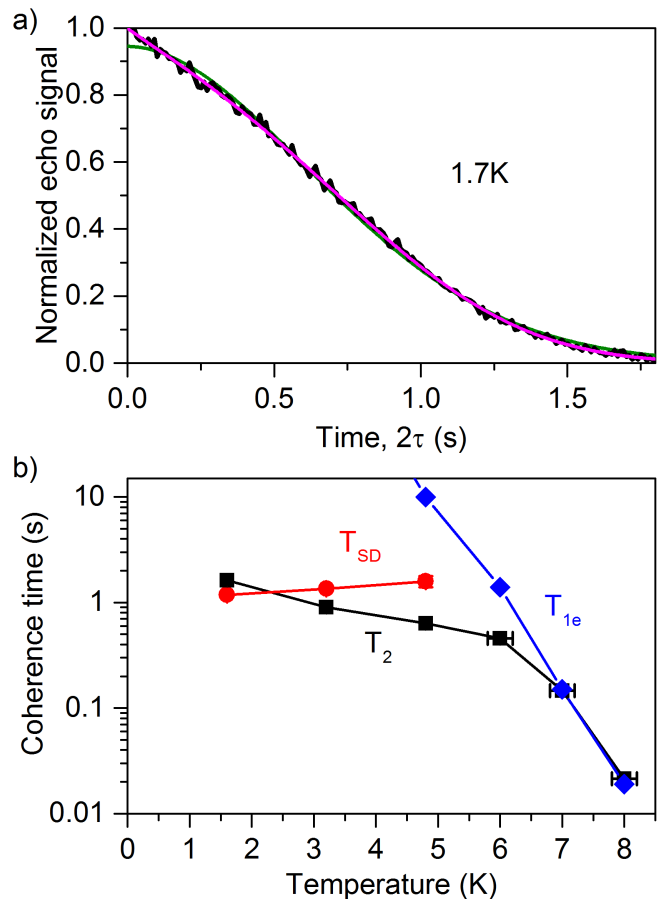 a)
Normalized echo signal
1.0
0.8
0.6
0.4
0.2
0.0
1.7K
0.0 0.5 1.0 1.5
Time, 2τ (s)
b)
Coherence time (s)
10
1
0.1
0.01
T_SD
T_2
T_1e
0 1 2 3 4 5 6 7 8
Temperature (K)